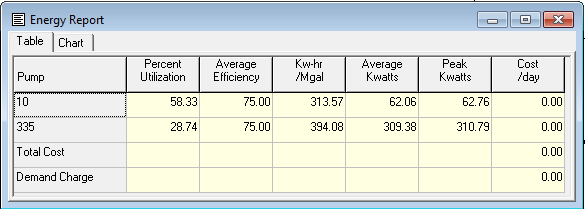 Energy Report
Table Chart
Pump Percent Utilization Average Efficiency Kw-hr /Mgal Average Kwatts Peak Kwatts Cost /day
10 58.33 75.00 313.57 62.06 62.76 0.00
335 28.74 75.00 394.08 309.38 310.79 0.00
Total Cost 0.00
Demand Charge 0.00